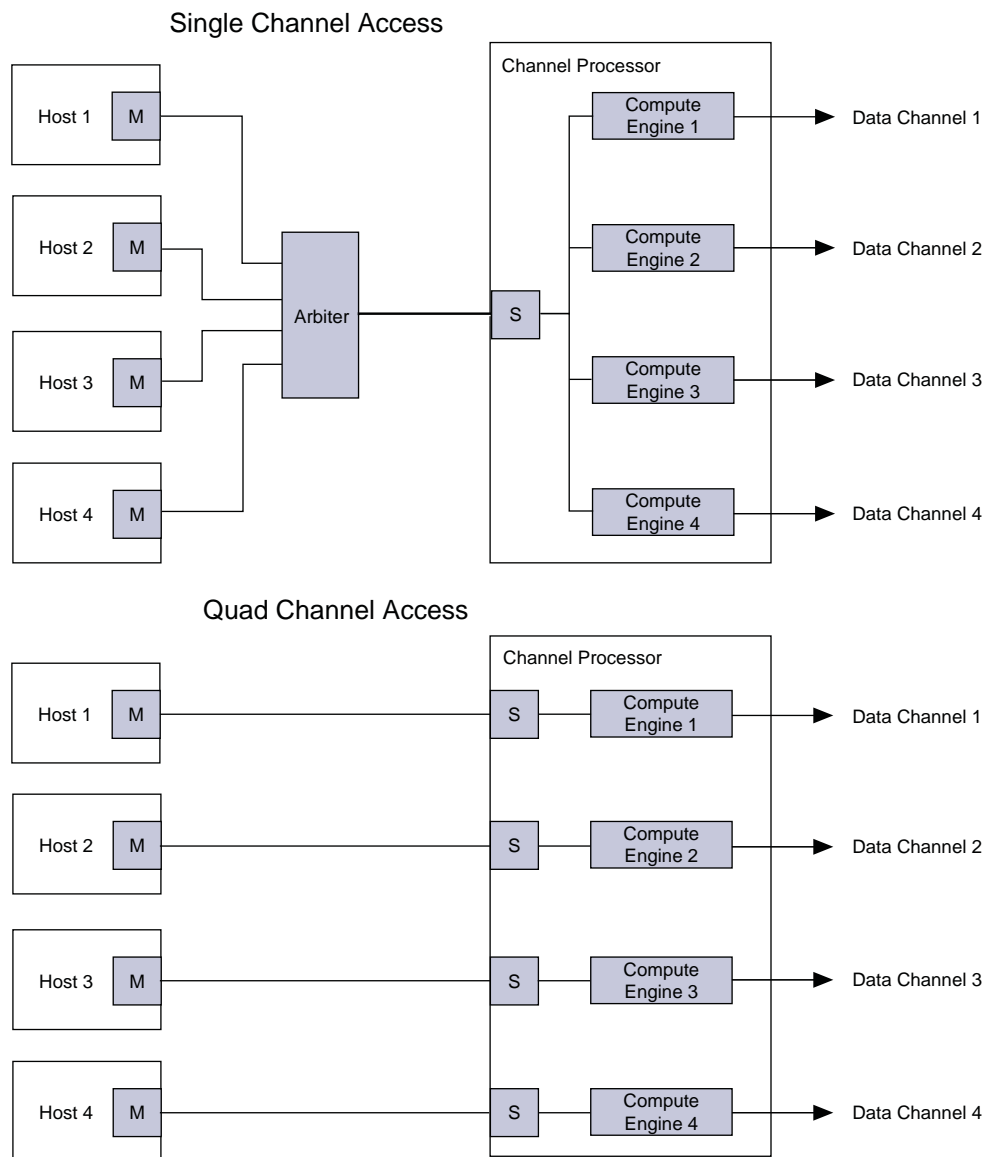 Single Channel Access
Channel Processor
Host 1
M
Compute
Engine 1
Data Channel 1
Host 2
M
Compute
Engine 2
Data Channel 2
Arbiter
S
Host 3
M
Compute
Engine 3
Data Channel 3
Host 4
M
Compute
Engine 4
Data Channel 4
Quad Channel Access
Channel Processor
Host 1
M
S
Compute
Engine 1
Data Channel 1
Host 2
M
S
Compute
Engine 2
Data Channel 2
Host 3
M
S
Compute
Engine 3
Data Channel 3
Host 4
M
S
Compute
Engine 4
Data Channel 4